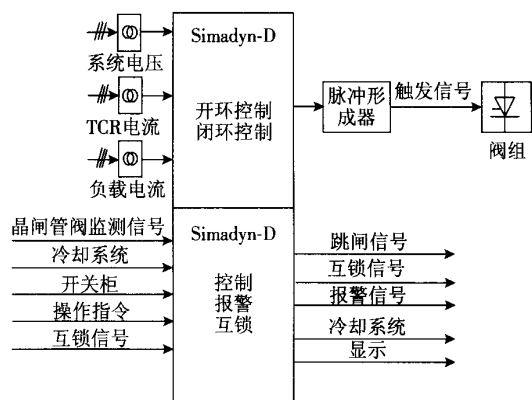 系统电压
TCR电流
负载电流
Simadyn-D
开环控制
闭环控制
脉冲形
成器
触发信号
阀组
晶闸管阀监测信号
冷却系统
开关柜
操作指令
互锁信号
Simadyn-D
控制
报警
互锁
跳闸信号
互锁信号
报警信号
冷却系统
显示